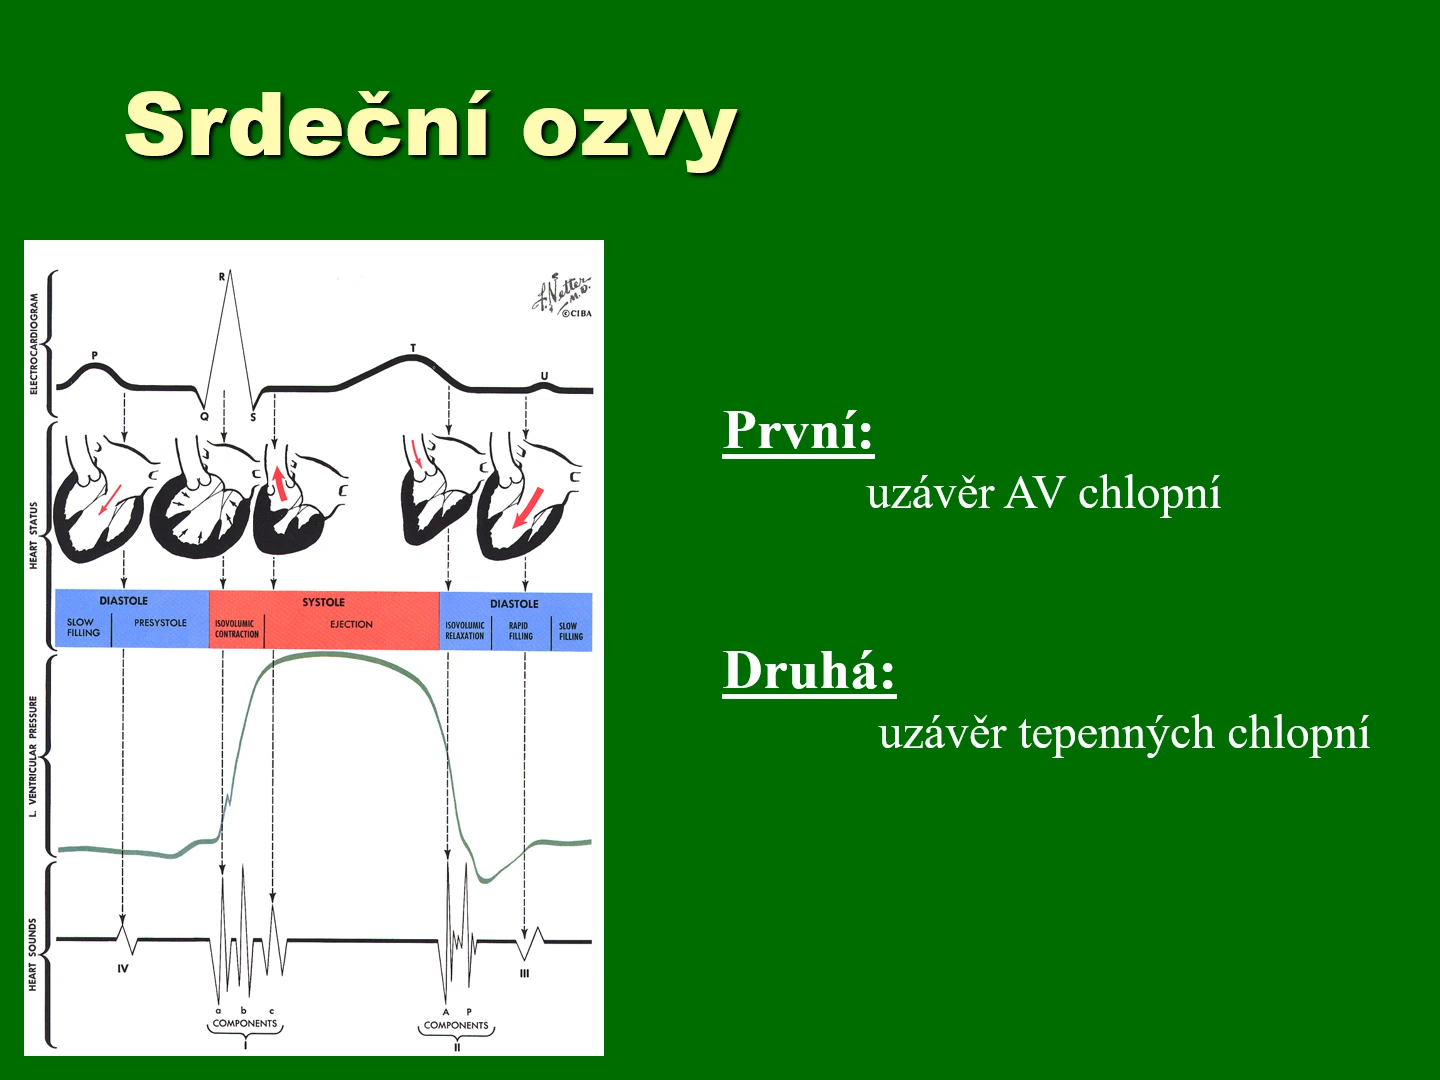 Srdeční ozvy
ELECTROCARDIOGRAM
R
P
Q
S
T
U
F. Netter
M.D.
©CIBA
HEART STATUS
DIASTOLE
SLOW FILLING
PRESYSTOLE
SYSTOLE
ISOVOLUMIC CONTRACTION
EJECTION
DIASTOLE
ISOVOLUMIC RELAXATION
RAPID FILLING
SLOW FILLING
L. VENTRICULAR PRESSURE
HEART SOUNDS
IV
a b c
COMPONENTS
I
A P
COMPONENTS
II
III
První:
uzávěr AV chlopní
Druhá:
uzávěr tepenných chlopní